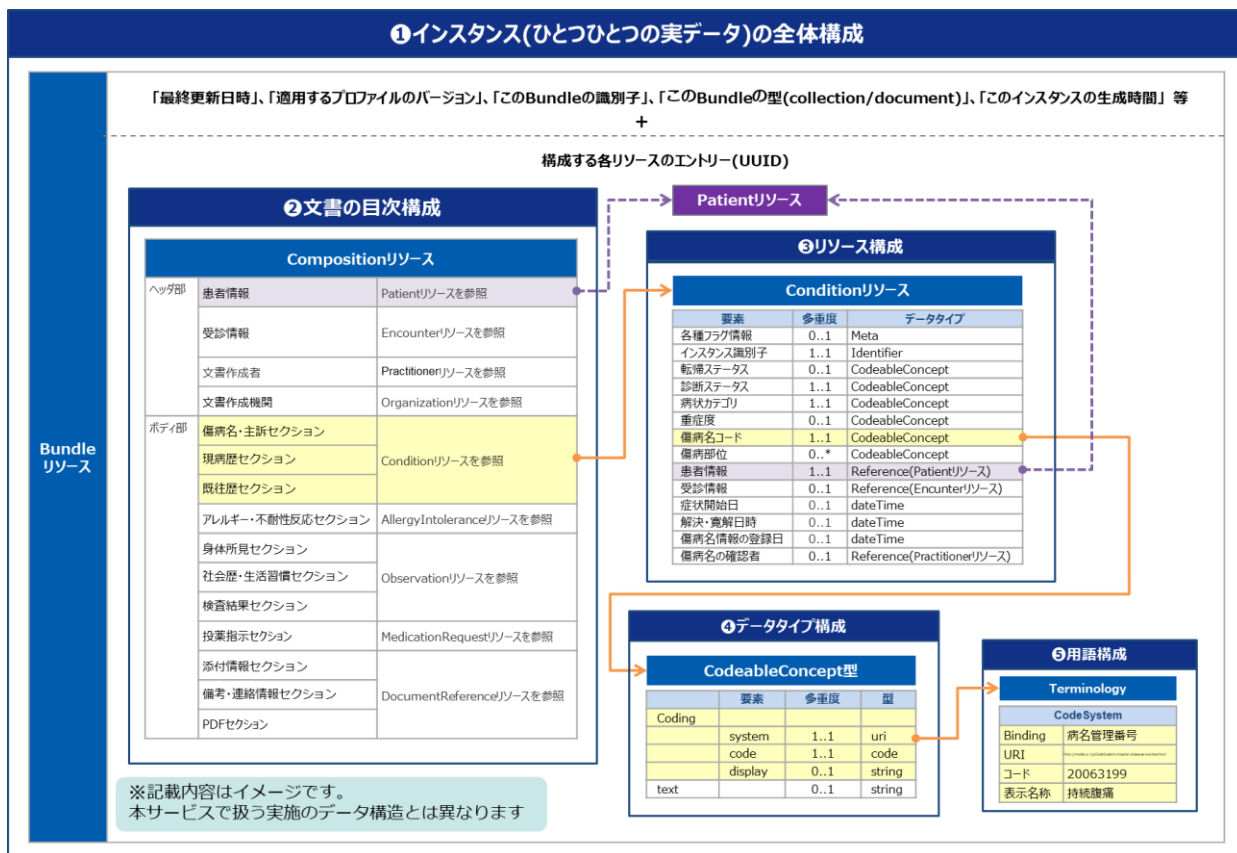 ❶インスタンス(ひとつひとつの実データ)の全体構成
「最終更新日時」、「適用するプロファイルのバージョン」、「このBundleの識別子」、「このBundleの型(collection/document)」、「このインスタンスの生成時間」 等
+
構成する各リソースのエントリー(UUID)
Bundle
リソース
❷文書の目次構成
Compositionリソース
ヘッダ部 患者情報 Patientリソースを参照
受診情報 Encounterリソースを参照
文書作成者 Practitionerリソースを参照
文書作成機関 Organizationリソースを参照
ボディ部 傷病名・主訴セクション
現病歴セクション Conditionリソースを参照
既往歴セクション
アレルギー・不耐性反応セクション AllergyIntoleranceリソースを参照
身体所見セクション
社会歴・生活習慣セクション Observationリソースを参照
検査結果セクション
投薬指示セクション MedicationRequestリソースを参照
添付情報セクション
備考・連絡情報セクション DocumentReferenceリソースを参照
PDFセクション
Patientリソース
❸リソース構成
Conditionリソース
要素 多重度 データタイプ
各種フラグ情報 0..1 Meta
インスタンス識別子 1..1 Identifier
転帰ステータス 0..1 CodeableConcept
診断ステータス 1..1 CodeableConcept
病状カテゴリ 1..1 CodeableConcept
重症度 0..1 CodeableConcept
傷病名コード 1..1 CodeableConcept
傷病部位 0..* CodeableConcept
患者情報 1..1 Reference(Patientリソース)
受診情報 0..1 Reference(Encunterリソース)
症状開始日 0..1 dateTime
解決・寛解日時 0..1 dateTime
傷病名情報の登録日 0..1 dateTime
傷病名の確認者 0..1 Reference(Practitionerリソース)
❹データタイプ構成
CodeableConcept型
要素 多重度 型
Coding
system 1..1 uri
code 1..1 code
display 0..1 string
text 0..1 string
❺用語構成
Terminology
CodeSystem
Binding 病名管理番号
URI
コード 20063199
表示名称 持続腹痛
※記載内容はイメージです。
本サービスで扱う実施のデータ構造とは異なります